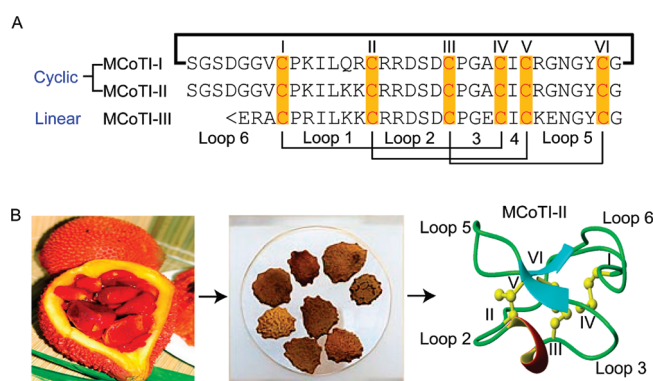 A
I II III IV V VI
Cyclic
MCoTI-I SGSDGGVCPKILQRCRRDSDCPGACICRGNGYCG
MCoTI-II SGSDGGVCPKILKKCRRDSDCPGACICRGNGYCG
Linear MCoTI-III <ERACPRILKKCRRDSDCPGECICKENGYCG
Loop 6 Loop 1 Loop 2 3 4 Loop 5
B
MCoTI-II
Loop 5 Loop 6
VI I
V
II IV
Loop 2 III
Loop 3